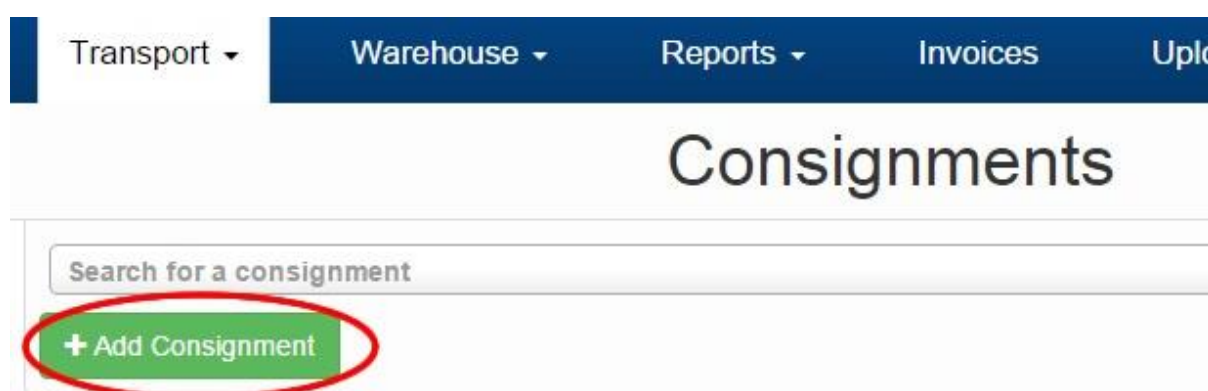 Transport Warehouse Reports Invoices
Consignments
Search for a consignment
+ Add Consignment